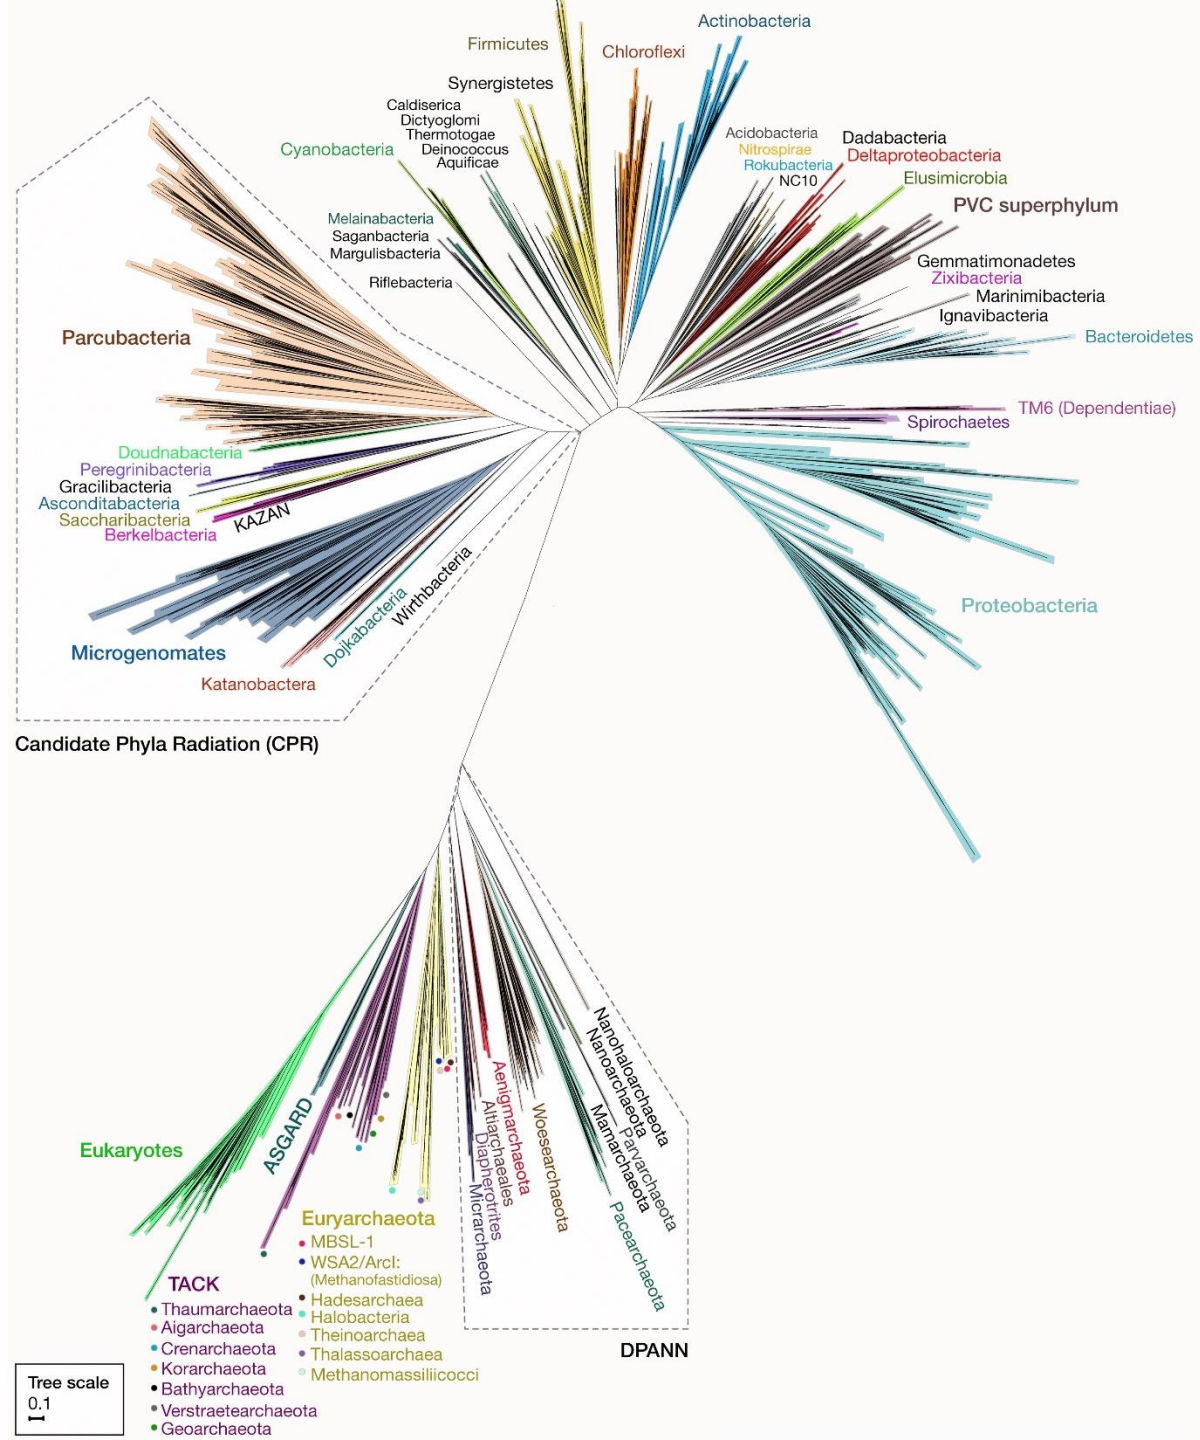 Actinobacteria
Firmicutes
Chloroflexi
Synergistetes
Caldiserica
Dictyoglomi
Thermotogae
Deinococcus
Aquificae
Cyanobacteria
Acidobacteria
Nitrospirae
Rokubacteria
NC10
Dadabacteria
Deltaproteobacteria
Elusimicrobia
PVC superphylum
Melainabacteria
Saganbacteria
Margulisbacteria
Riflebacteria
Gemmatimonadetes
Zixibacteria
Marinimibacteria
Ignavibacteria
Bacteroidetes
Parcubacteria
TM6 (Dependentiae)
Spirochaetes
Doudnabacteria
Peregrinibacteria
Gracilibacteria
Asconditabacteria
Saccharibacteria
Berkelbacteria
KAZAN
Proteobacteria
Microgenomates
Katanobactera
Dojkabacteria
Wirthbacteria
Candidate Phyla Radiation (CPR)
Nanohaloarchaeota
Nanoarchaeota
Parvarchaeota
Mamarchaeota
Pacearchaeota
Woesearchaeota
Aenigmarchaeota
Altiarchaeales
Diapherotrites
Micrarchaeota
DPANN
Eukaryotes
ASGARD
Euryarchaeota
MBSL-1
WSA2/ArcI:
(Methanofastidiosa)
Hadesarchaea
Halobacteria
Theinoarchaea
Thalassoarchaea
Methanomassiliicocci
TACK
Thaumarchaeota
Aigarchaeota
Crenarchaeota
Korarchaeota
Bathyarchaeota
Verstraetearchaeota
Geoarchaeota
Tree scale
0.1